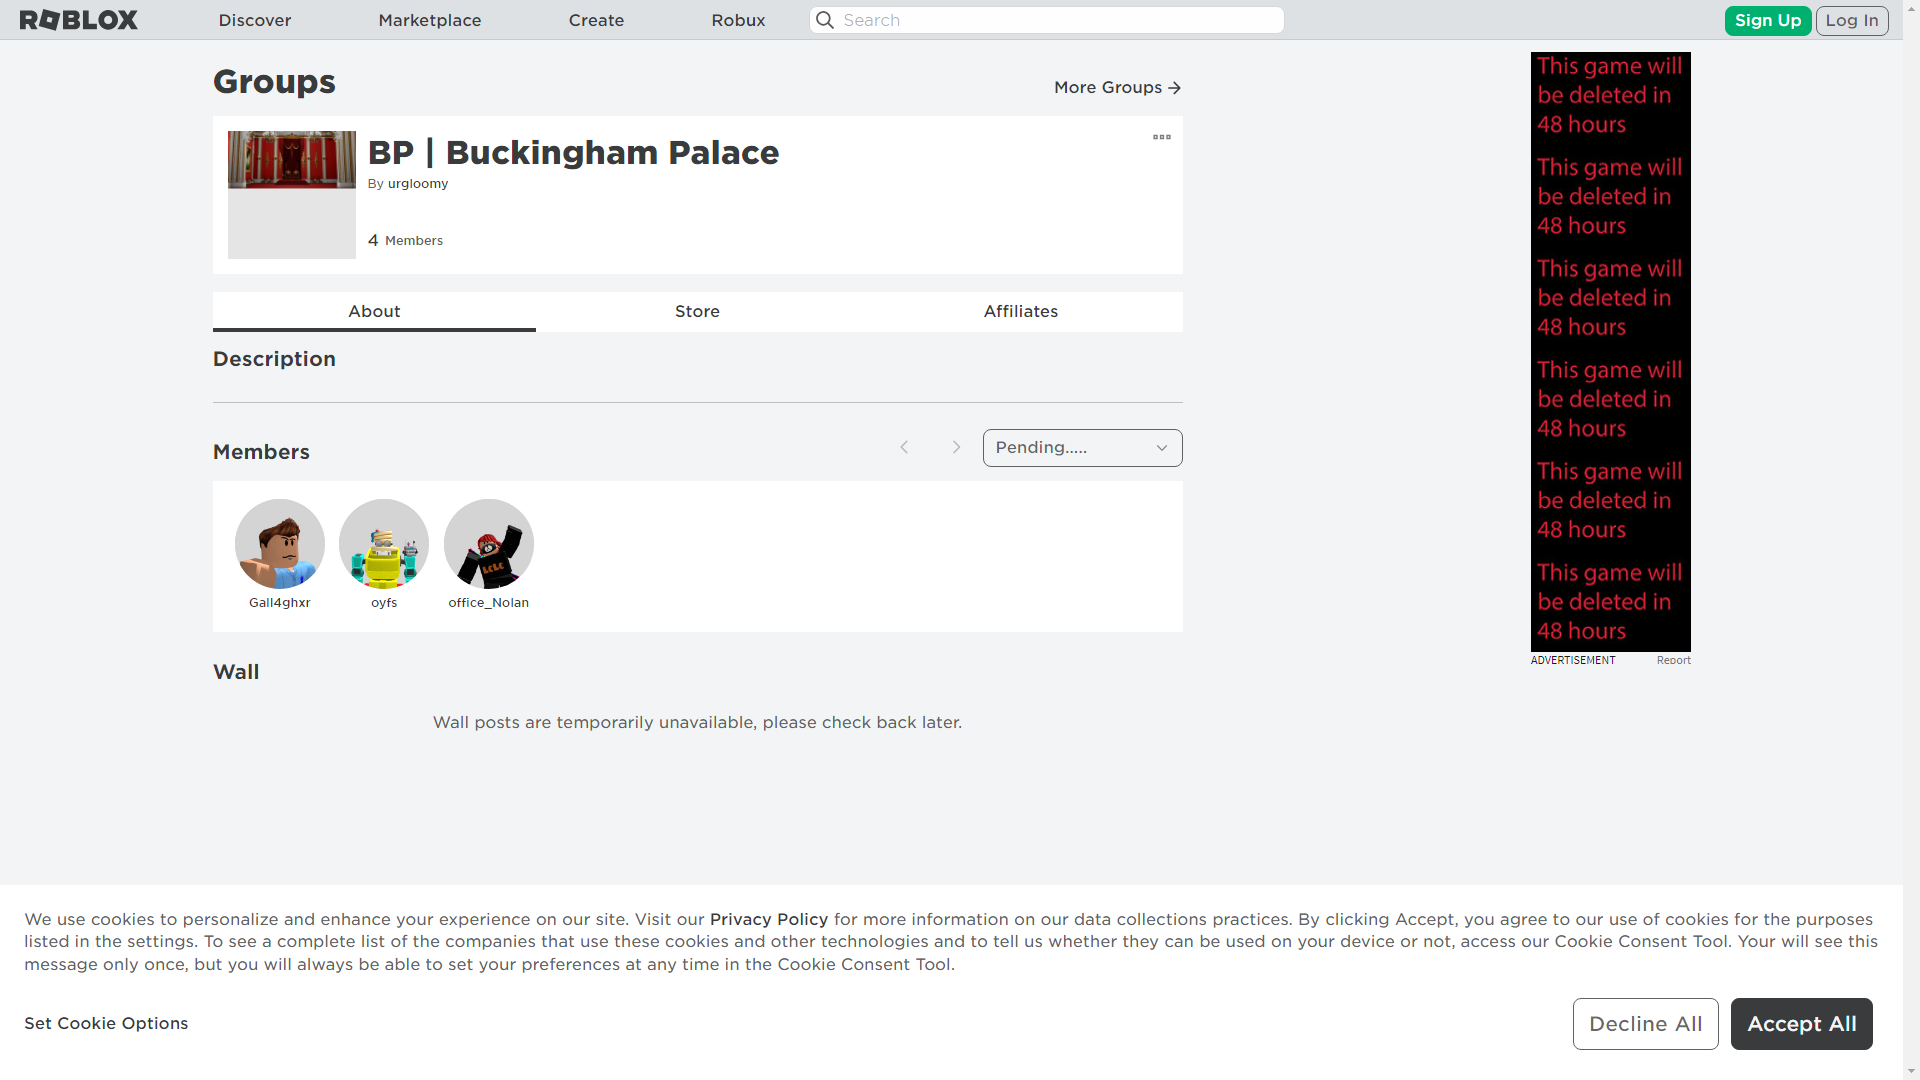 ROBLOX
Discover
Marketplace
Create
Robux
Search
Sign Up
Log In
Groups
More Groups
BP | Buckingham Palace
By urgloomy
4 Members
About
Store
Affiliates
Description
Members
Pending.....
Gall4ghxr
oyfs
office_Nolan
Wall
Wall posts are temporarily unavailable, please check back later.
This game will
be deleted in
48 hours
This game will
be deleted in
48 hours
This game will
be deleted in
48 hours
This game will
be deleted in
48 hours
This game will
be deleted in
48 hours
This game will
be deleted in
48 hours
ADVERTISEMENT
Report
We use cookies to personalize and enhance your experience on our site. Visit our Privacy Policy for more information on our data collections practices. By clicking Accept, you agree to our use of cookies for the purposes
listed in the settings. To see a complete list of the companies that use these cookies and other technologies and to tell us whether they can be used on your device or not, access our Cookie Consent Tool. Your will see this
message only once, but you will always be able to set your preferences at any time in the Cookie Consent Tool.
Set Cookie Options
Decline All
Accept All